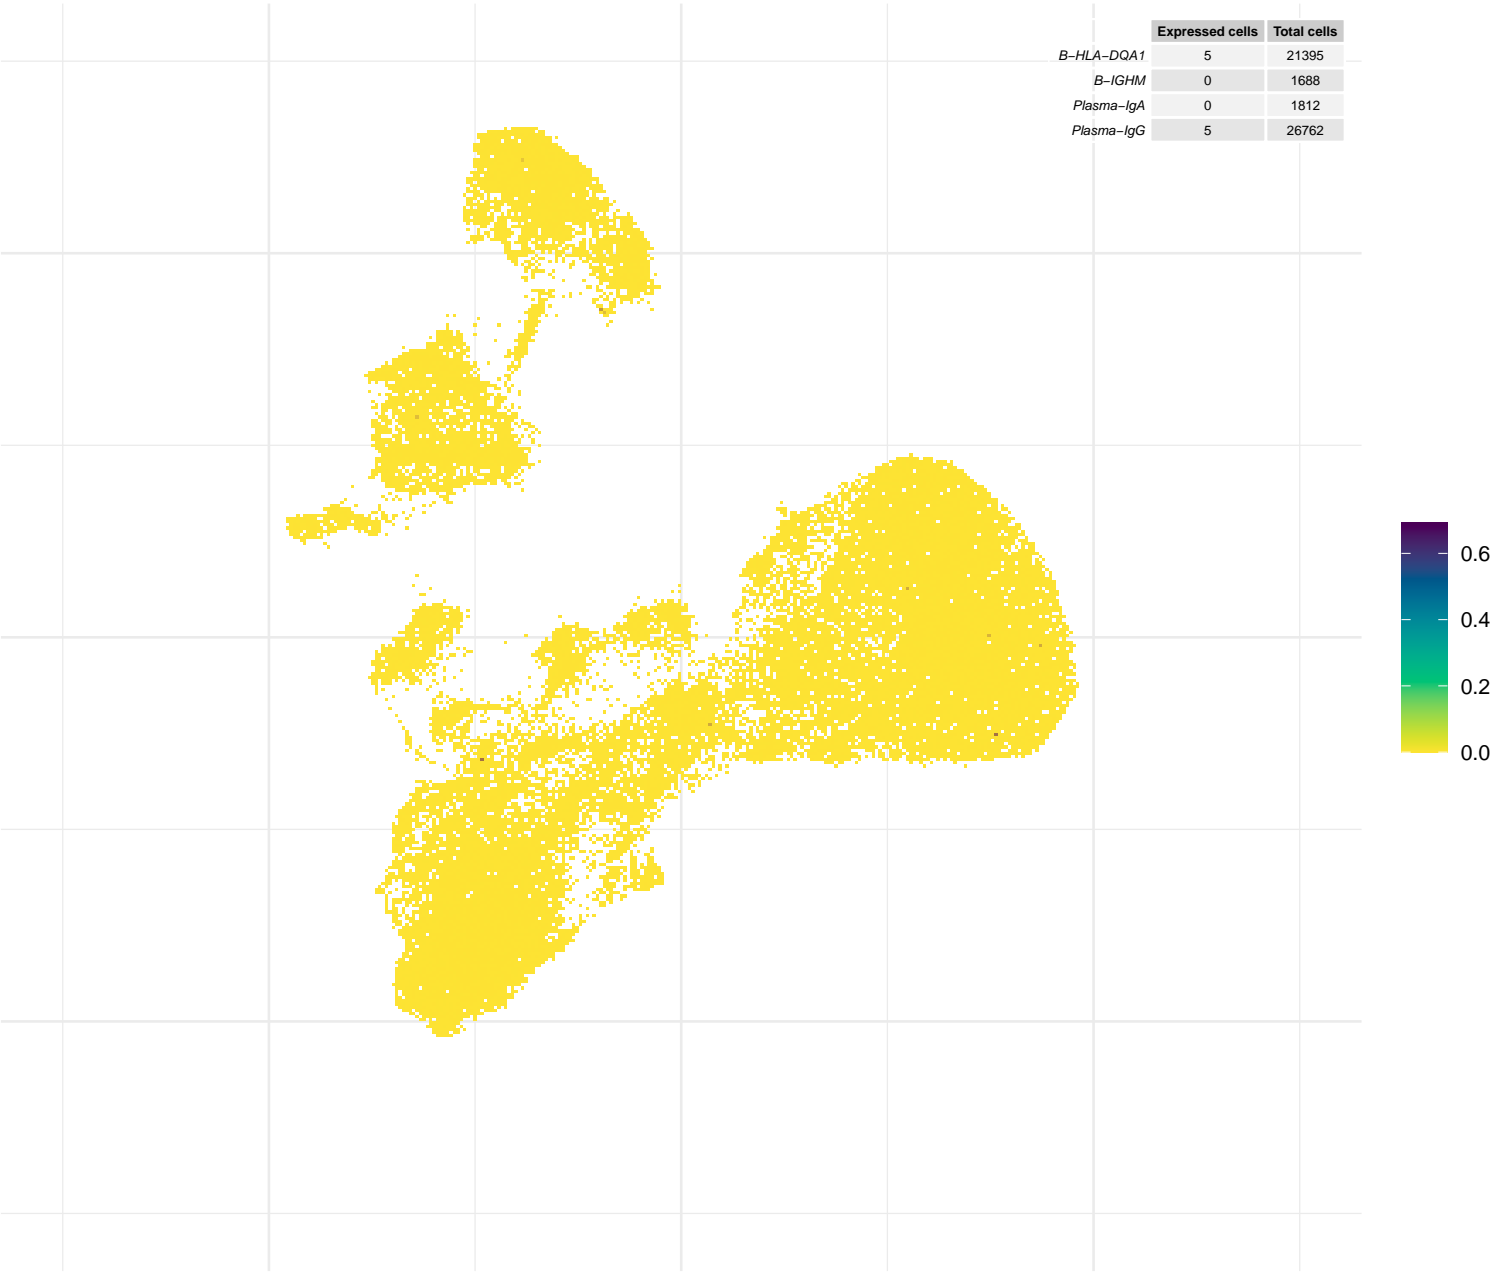 Expressed cells Total cells
B−HLA−DQA1 5 21395
B−IGHM 0 1688
Plasma−IgA 0 1812
Plasma−IgG 5 26762
0.6
0.4
0.2
0.0